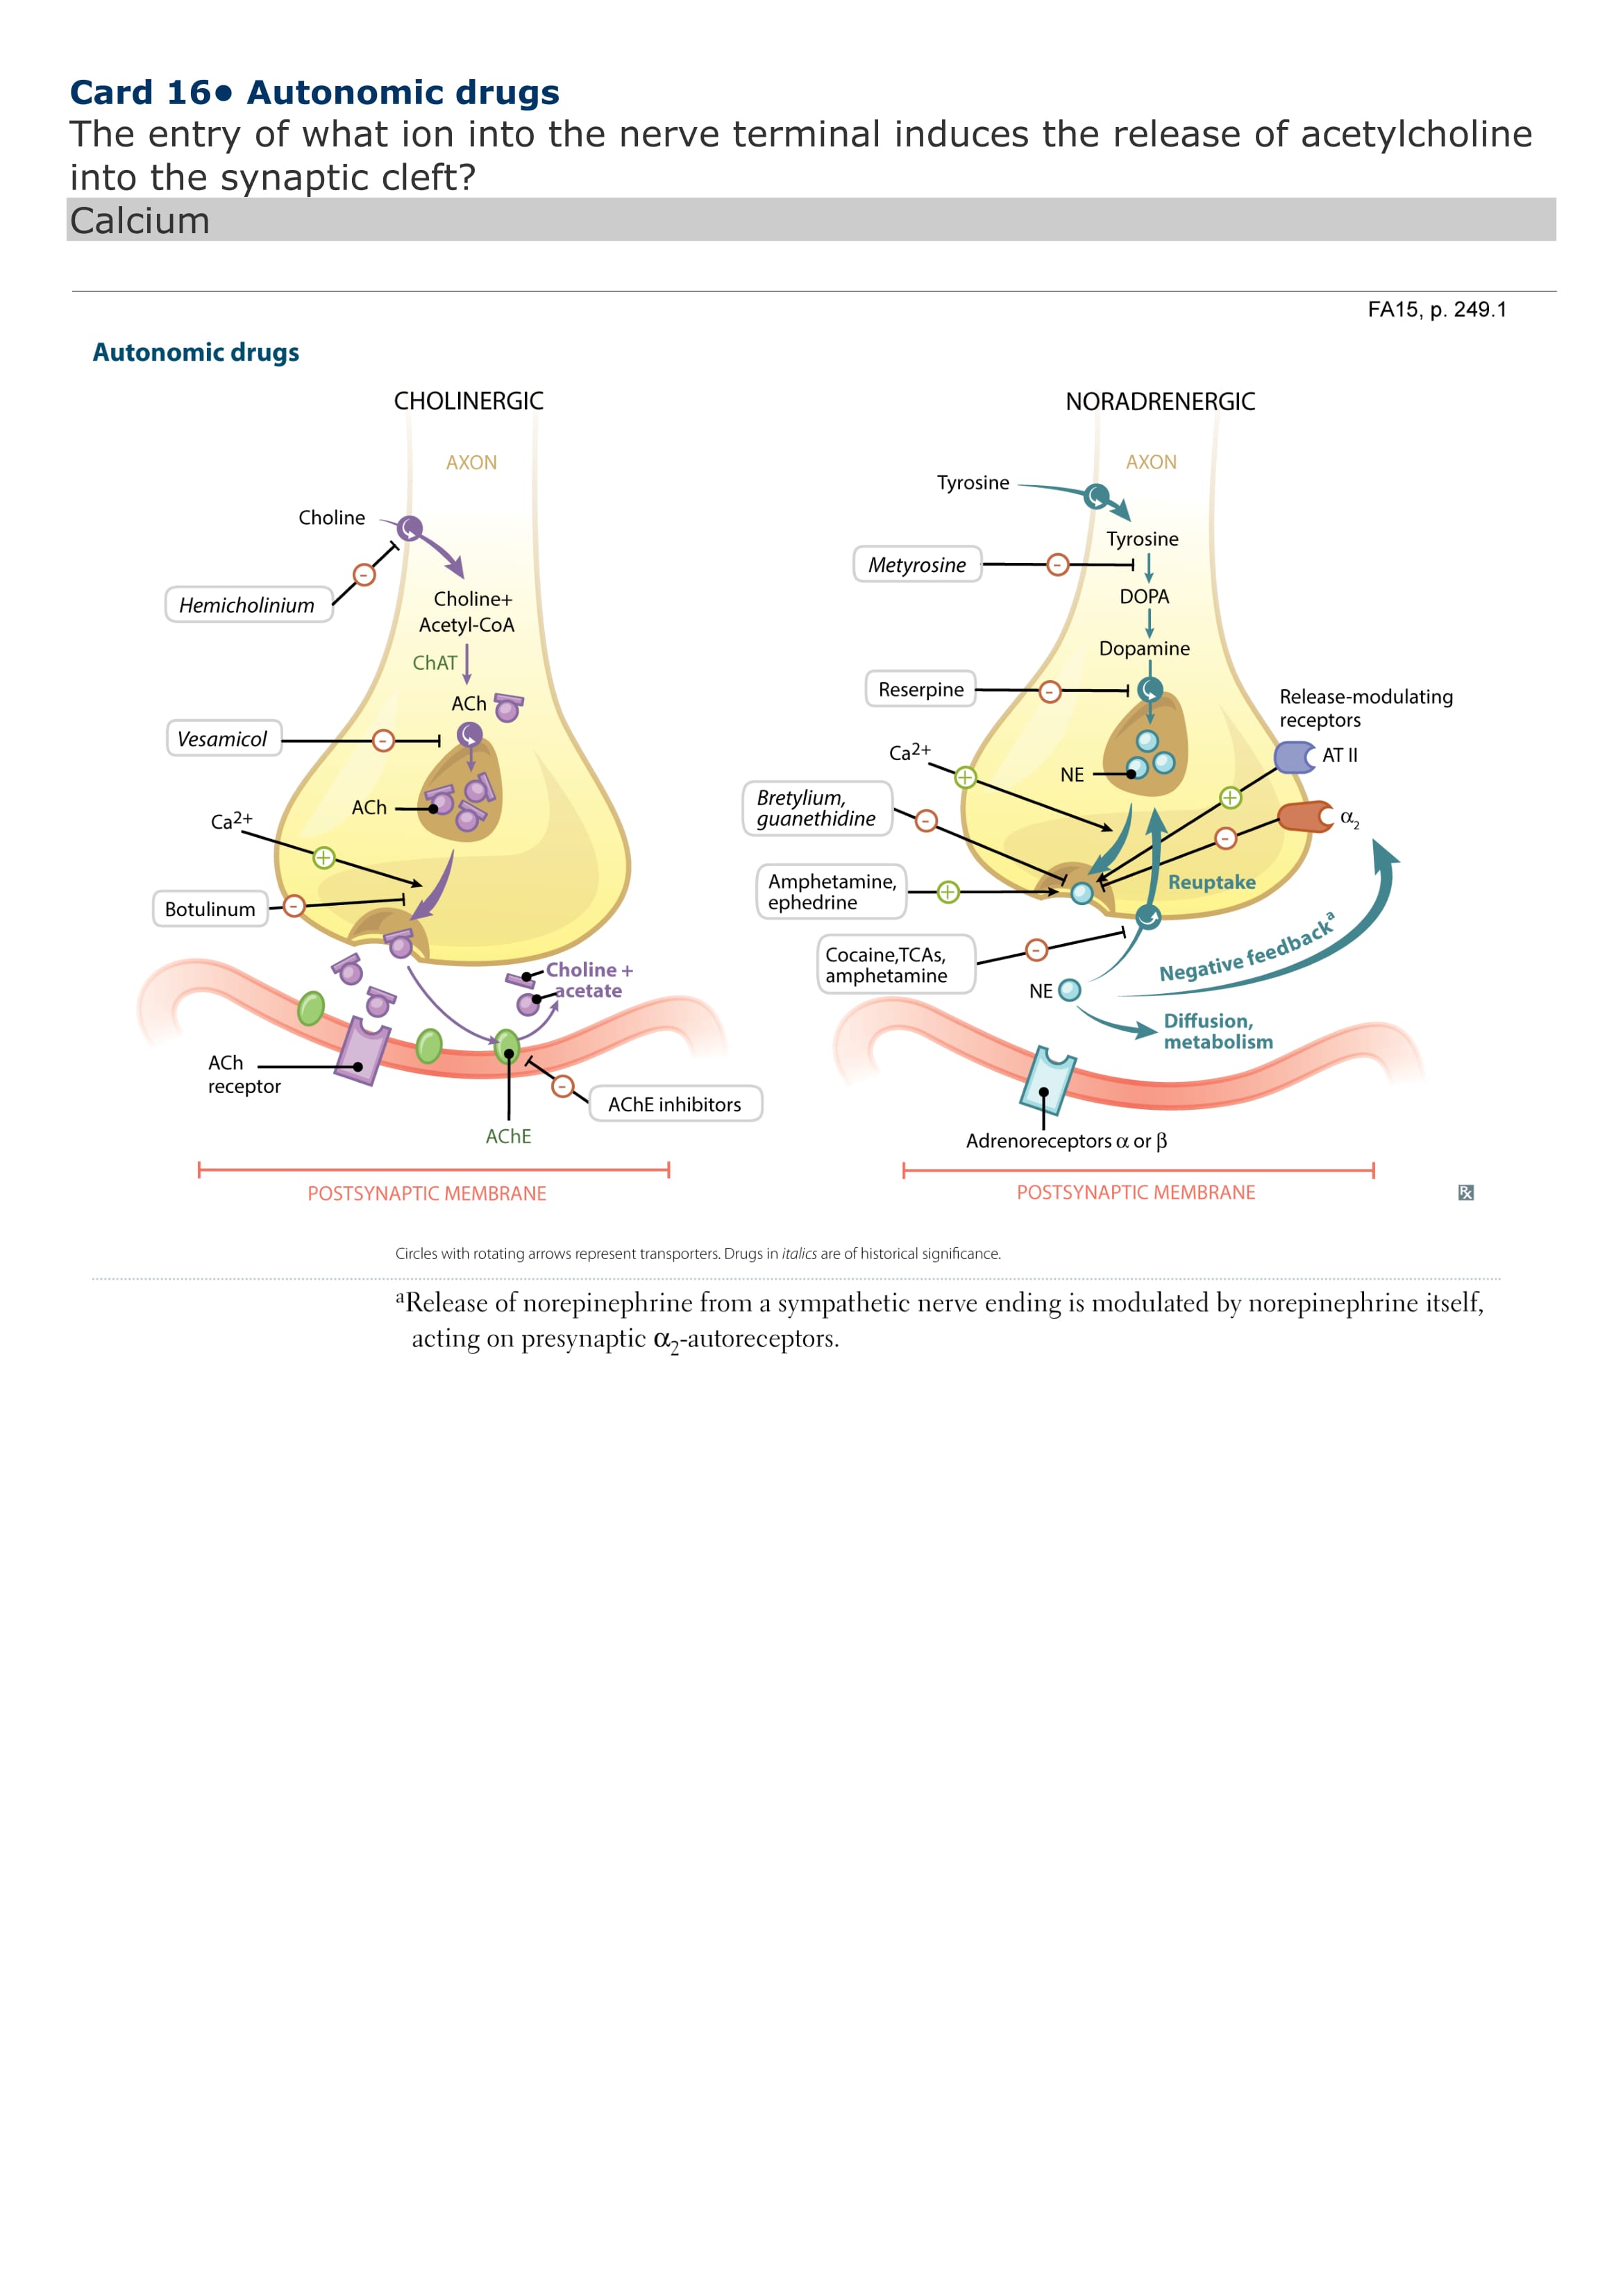 Card 16• Autonomic drugs
The entry of what ion into the nerve terminal induces the release of acetylcholine
into the synaptic cleft?
Calcium
FA15, p. 249.1
Autonomic drugs
CHOLINERGIC
AXON
Choline
Hemicholinium
Choline+
Acetyl-CoA
ChAT
ACh
Vesamicol
ACh
Ca2+
Botulinum
Choline +
acetate
ACh
receptor
AChE inhibitors
AChE
POSTSYNAPTIC MEMBRANE
NORADRENERGIC
AXON
Tyrosine
Tyrosine
Metyrosine
DOPA
Dopamine
Reserpine
Release-modulating
receptors
AT II
Ca2+
NE
Bretylium,
guanethidine
α2
Amphetamine,
ephedrine
Reuptake
Negative feedbacka
Cocaine,TCAs,
amphetamine
NE
Diffusion,
metabolism
Adrenoreceptors α or β
POSTSYNAPTIC MEMBRANE
Rx
Circles with rotating arrows represent transporters. Drugs in italics are of historical significance.
aRelease of norepinephrine from a sympathetic nerve ending is modulated by norepinephrine itself,
acting on presynaptic α2-autoreceptors.